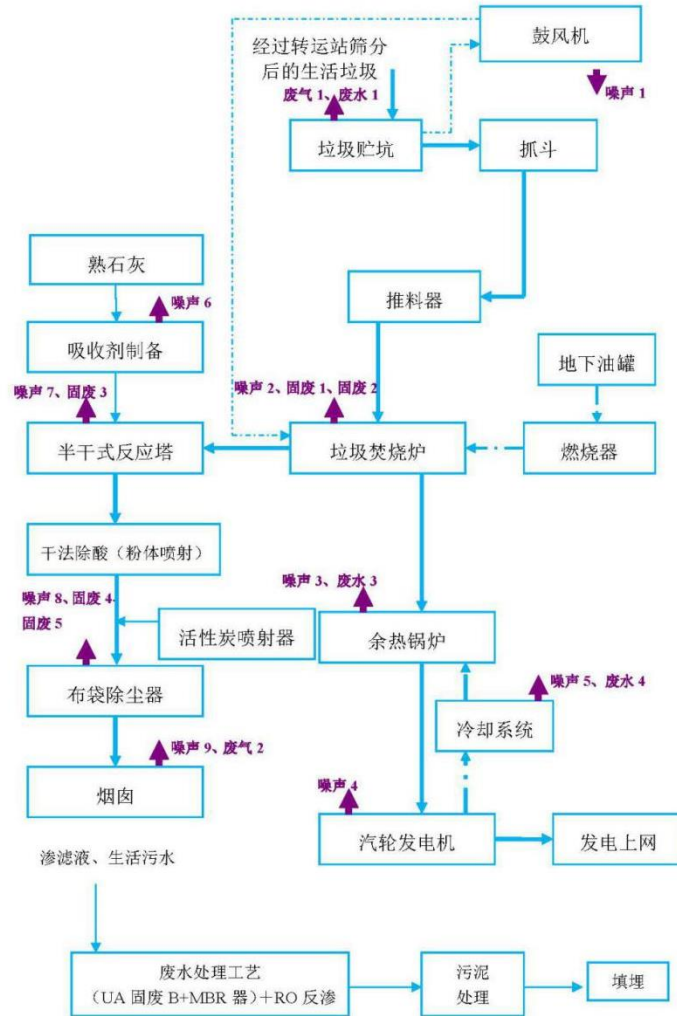 鼓风机
经过转运站筛分
后的生活垃圾
噪声 1
废气 1、废水 1
垃圾贮坑
抓斗
熟石灰
噪声 6
推料器
吸收剂制备
地下油罐
噪声 7、固废 3
噪声 2、固废 1、固废 2
半干式反应塔
垃圾焚烧炉
燃烧器
干法除酸（粉体喷射）
噪声 3、废水 3
噪声 8、固废 4
固废 5
活性炭喷射器
余热锅炉
噪声 5、废水 4
布袋除尘器
冷却系统
噪声 9、废气 2
噪声 4
烟囱
汽轮发电机
发电上网
渗滤液、生活污水
废水处理工艺
（UA 固废 B+MBR 器）+RO 反渗
污泥
处理
填埋